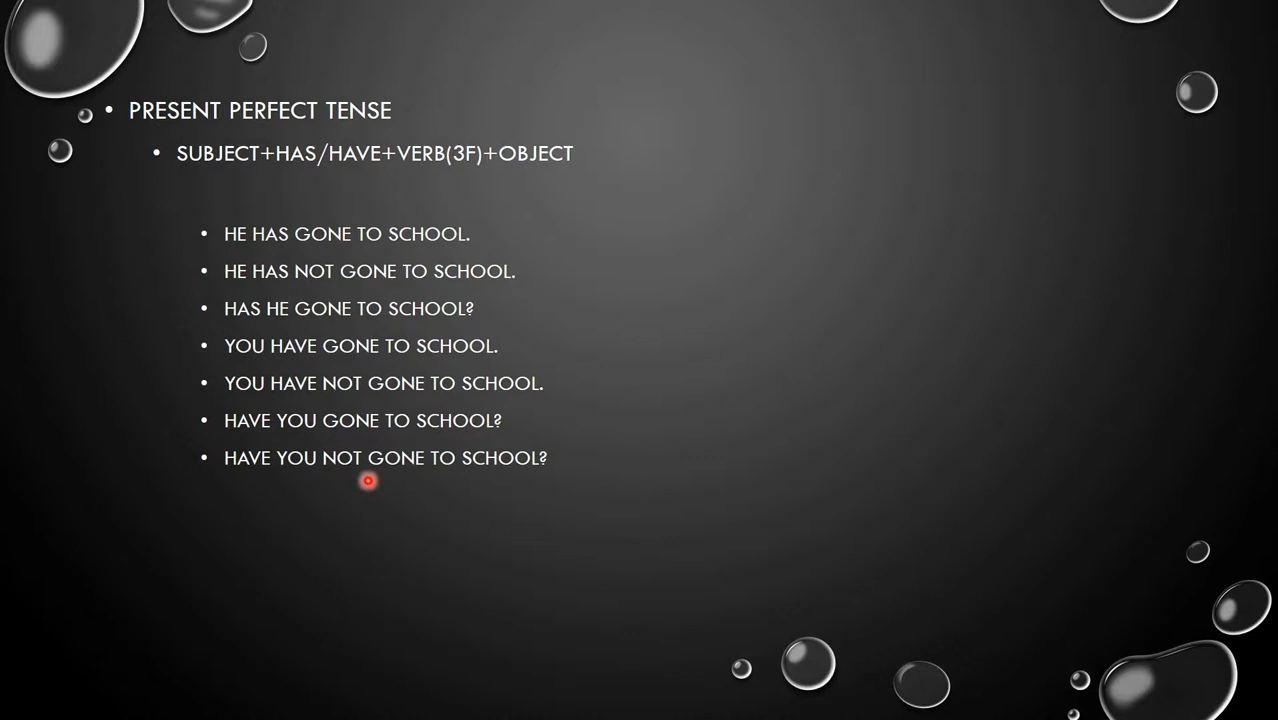 • PRESENT PERFECT TENSE
• SUBJECT+HAS/HAVE+VERB(3F)+OBJECT
• HE HAS GONE TO SCHOOL.
• HE HAS NOT GONE TO SCHOOL.
• HAS HE GONE TO SCHOOL?
• YOU HAVE GONE TO SCHOOL.
• YOU HAVE NOT GONE TO SCHOOL.
• HAVE YOU GONE TO SCHOOL?
• HAVE YOU NOT GONE TO SCHOOL?